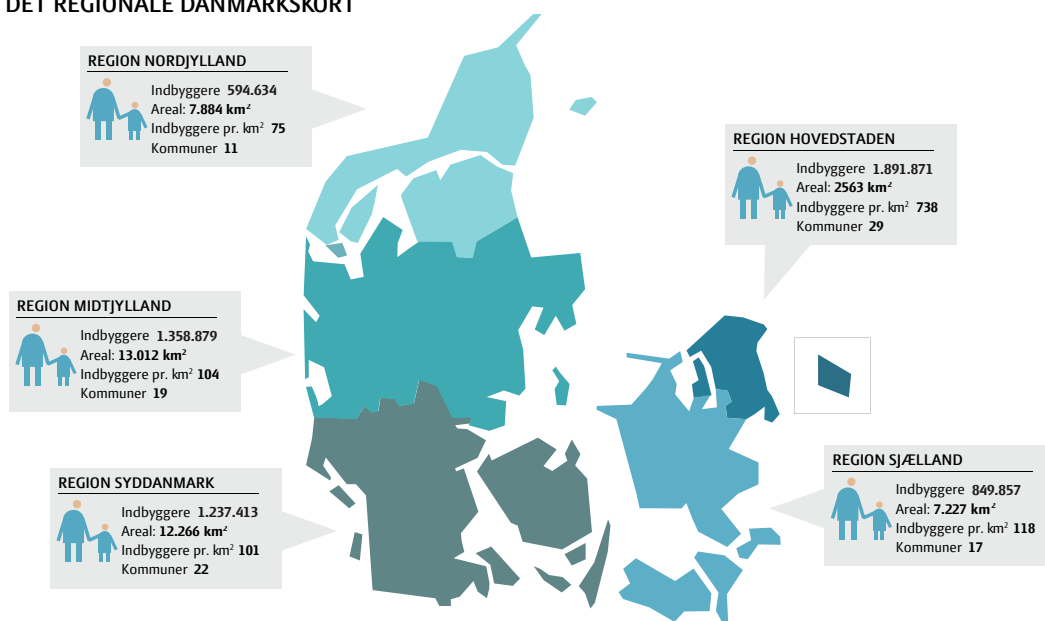 DET REGIONALE DANMARKSKORT
REGION NORDJYLLAND
Indbyggere 594.634
Areal: 7.884 km²
Indbyggere pr. km² 75
Kommuner 11
REGION HOVEDSTADEN
Indbyggere 1.891.871
Areal: 2563 km²
Indbyggere pr. km² 738
Kommuner 29
REGION MIDTJYLLAND
Indbyggere 1.358.879
Areal: 13.012 km²
Indbyggere pr. km² 104
Kommuner 19
REGION SJÆLLAND
Indbyggere 849.857
Areal: 7.227 km²
Indbyggere pr. km² 118
Kommuner 17
REGION SYDDANMARK
Indbyggere 1.237.413
Areal: 12.266 km²
Indbyggere pr. km² 101
Kommuner 22